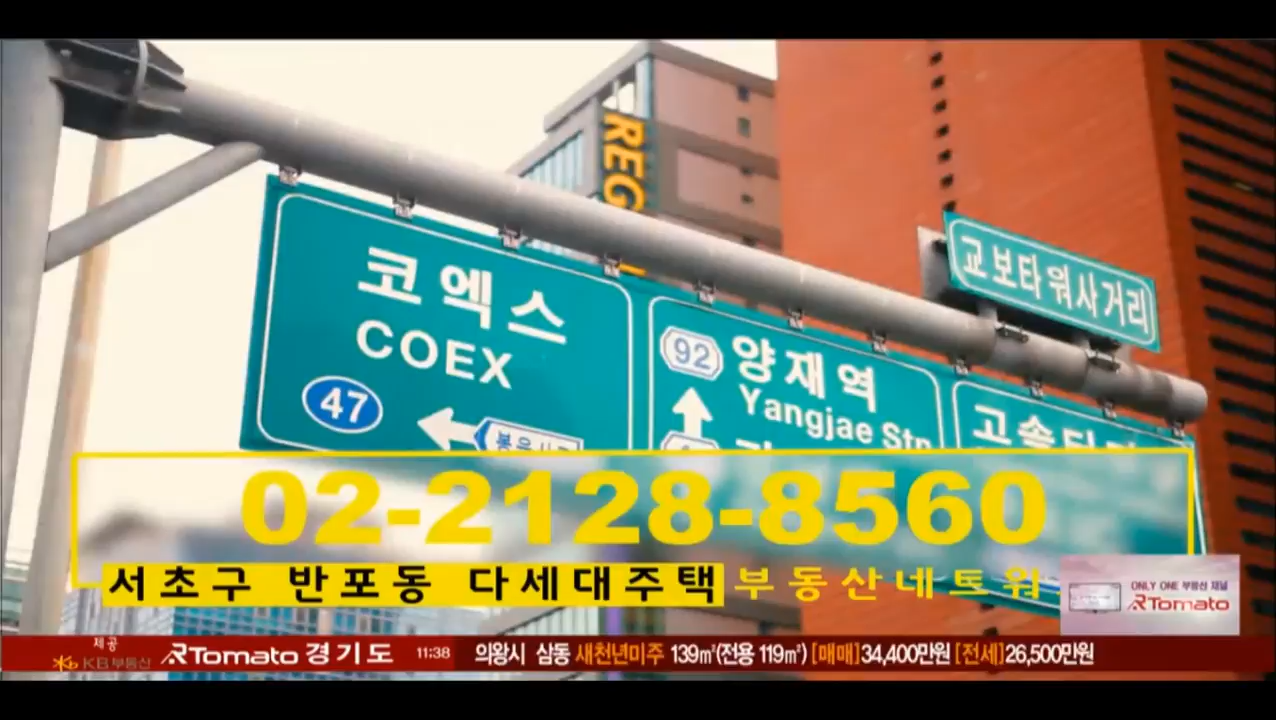 REG
교보타워사거리
코엑스
COEX
47
92
양재역
Yangjae Stn
02-2128-8560
서초구 반포동 다세대주택 부동산네트워
ONLY ONE 부동산 채널
RTomato
제공
KB부동산
RTomato 경기도 11:38 의왕시 삼동 새천년미주 139㎡(전용 119㎡) [매매]34,400만원 [전세]26,500만원